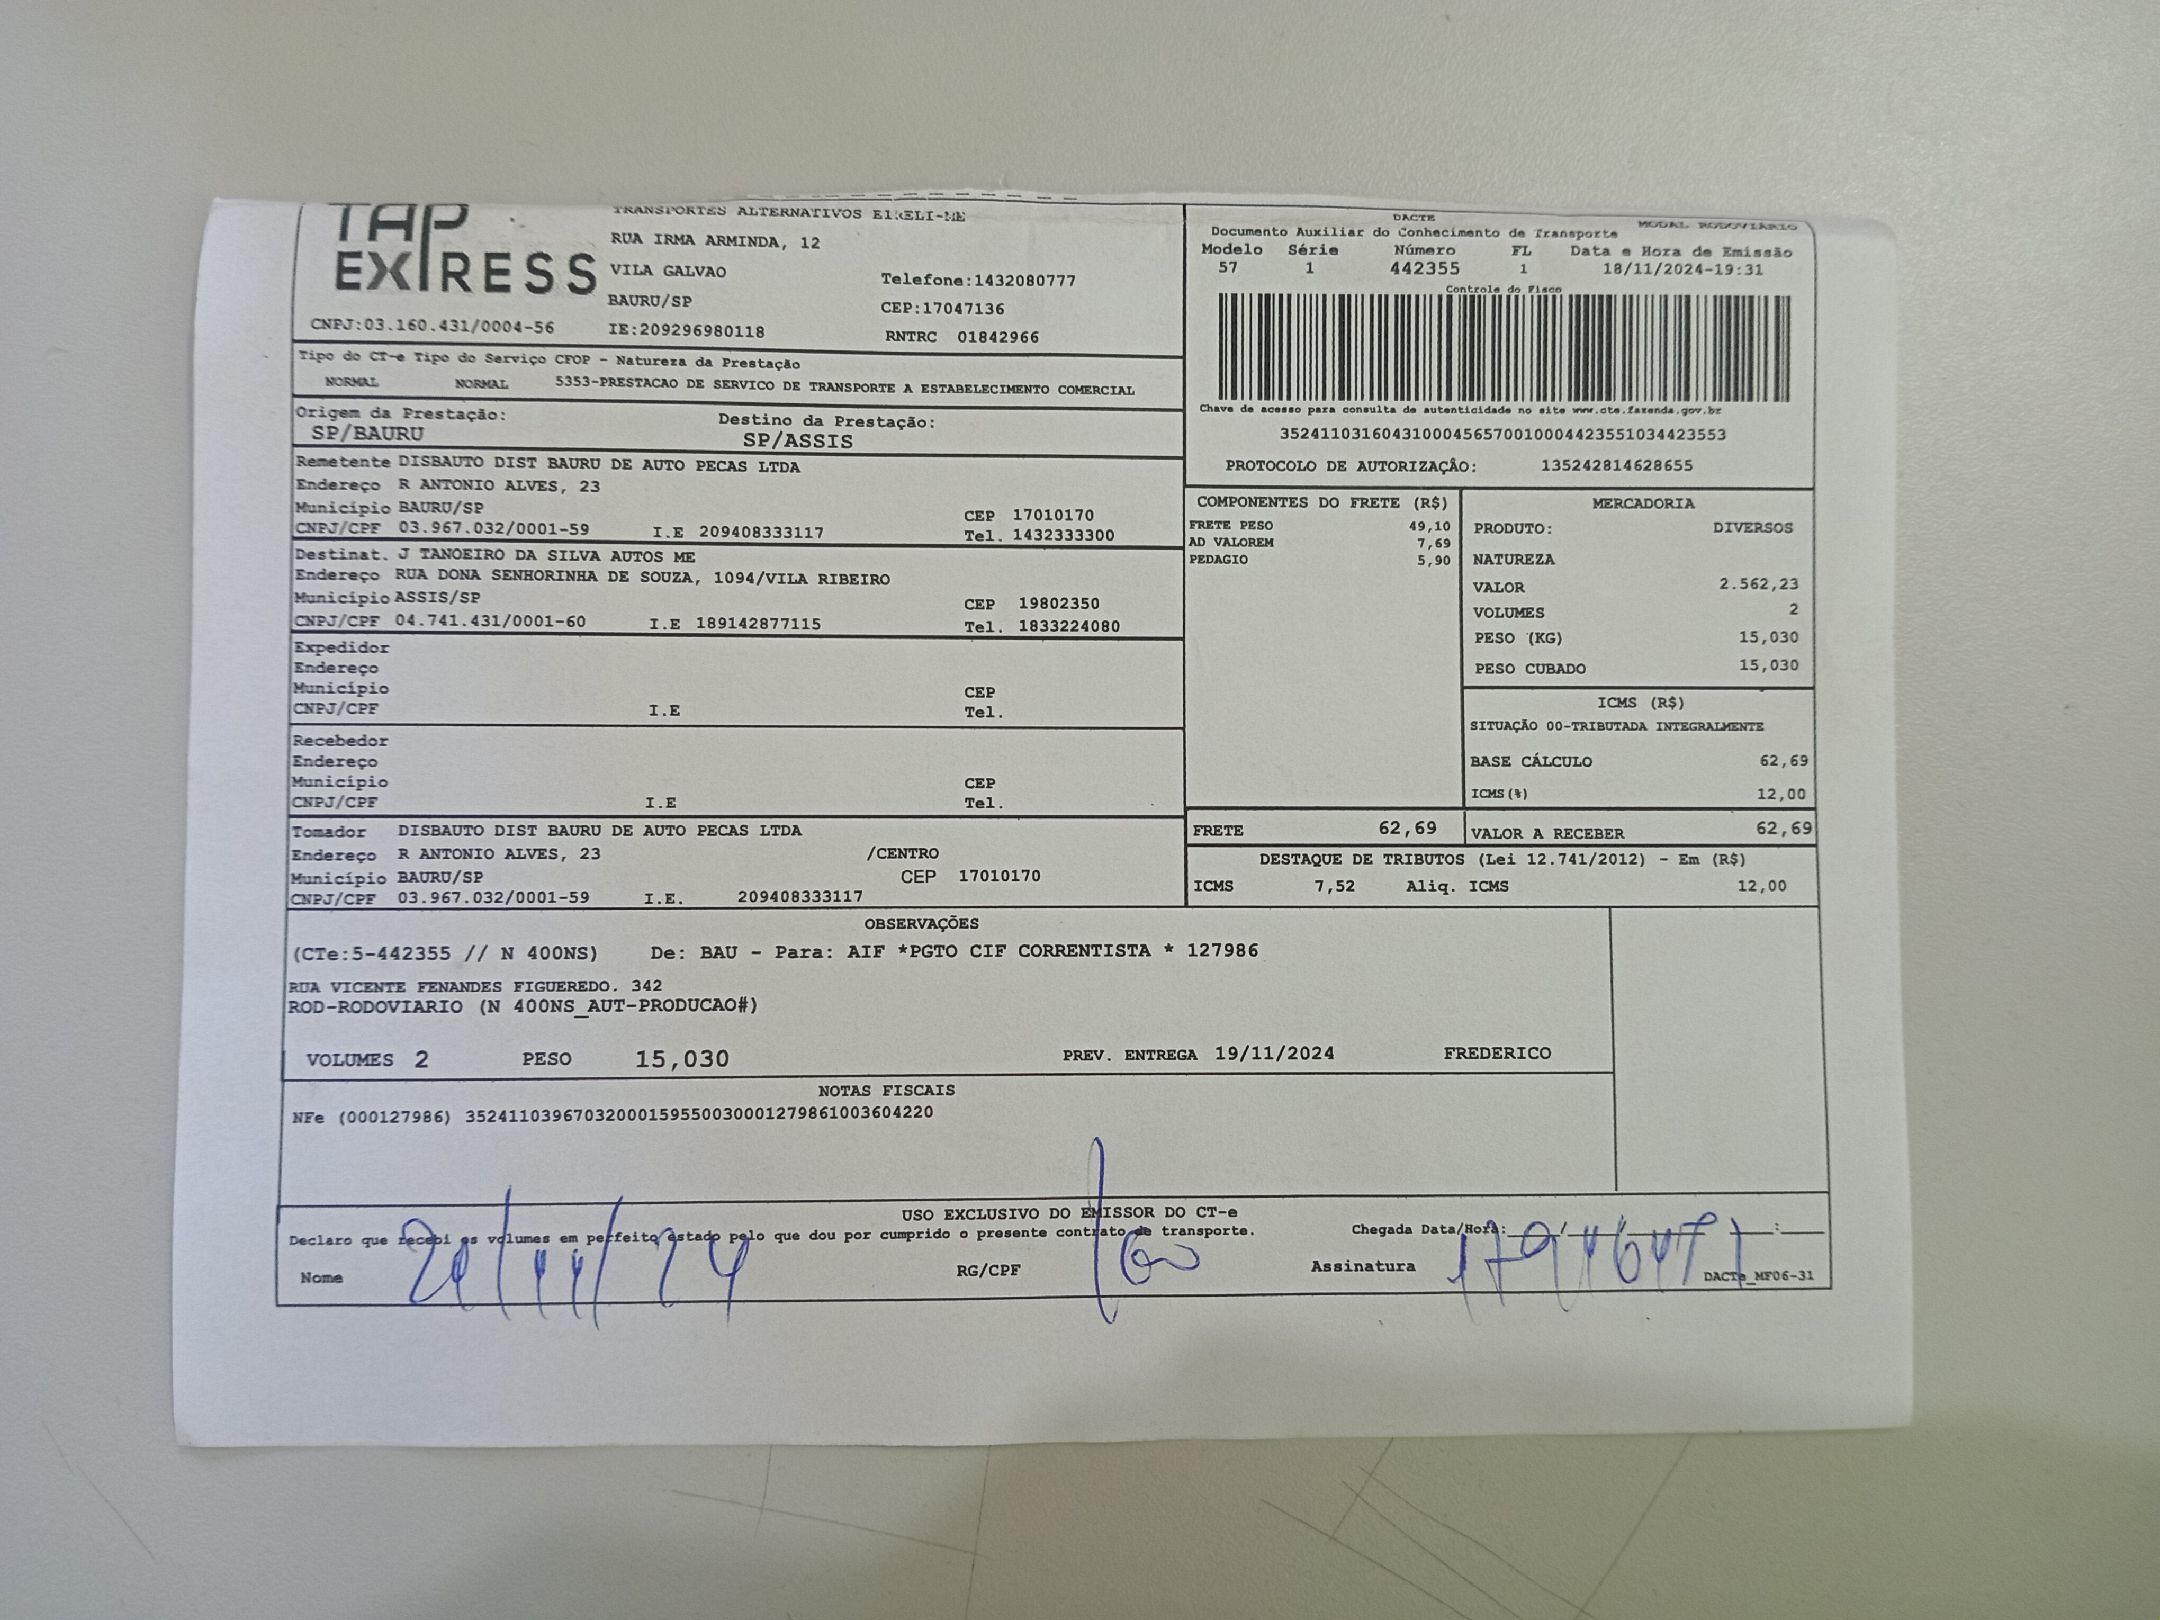 TAP
EXPRESS
CNPJ:03.160.431/0004-56
TRANSPORTES ALTERNATIVOS EIRELI-ME
RUA IRMA ARMINDA, 12
VILA GALVAO
BAURU/SP
IE:209296980118
Telefone:1432080777
CEP:17047136
RNTRC 01842966
DACTE
MODAL RODOVIÁRIO
Documento Auxiliar do Conhecimento de Transporte
Modelo Série Número FL Data e Hora de Emissão
57 1 442355 1 18/11/2024-19:31
Controle do Fisco
Chave de acesso para consulta de autenticidade no site www.cte.fazenda.gov.br
35241103160431000456570010004423551034423553
PROTOCOLO DE AUTORIZAÇÃO: 135242814628655
Tipo do CT-e Tipo do Serviço CFOP - Natureza da Prestação
NORMAL NORMAL 5353-PRESTACAO DE SERVICO DE TRANSPORTE A ESTABELECIMENTO COMERCIAL
Origem da Prestação: Destino da Prestação:
SP/BAURU SP/ASSIS
Remetente DISBAUTO DIST BAURU DE AUTO PECAS LTDA
Endereço R ANTONIO ALVES, 23
Município BAURU/SP CEP 17010170
CNPJ/CPF 03.967.032/0001-59 I.E 209408333117 Tel. 1432333300
Destinat. J TANOEIRO DA SILVA AUTOS ME
Endereço RUA DONA SENHORINHA DE SOUZA, 1094/VILA RIBEIRO
Município ASSIS/SP CEP 19802350
CNPJ/CPF 04.741.431/0001-60 I.E 189142877115 Tel. 1833224080
Expedidor
Endereço
Município CEP
CNPJ/CPF I.E Tel.
Recebedor
Endereço
Município CEP
CNPJ/CPF I.E Tel.
Tomador DISBAUTO DIST BAURU DE AUTO PECAS LTDA
Endereço R ANTONIO ALVES, 23 /CENTRO
Município BAURU/SP CEP 17010170
CNPJ/CPF 03.967.032/0001-59 I.E. 209408333117
COMPONENTES DO FRETE (R$)
FRETE PESO 49,10
AD VALOREM 7,69
PEDAGIO 5,90
MERCADORIA
PRODUTO: DIVERSOS
NATUREZA
VALOR 2.562,23
VOLUMES 2
PESO (KG) 15,030
PESO CUBADO 15,030
ICMS (R$)
SITUAÇÃO 00-TRIBUTADA INTEGRALMENTE
BASE CÁLCULO 62,69
ICMS(%) 12,00
FRETE 62,69 VALOR A RECEBER 62,69
DESTAQUE DE TRIBUTOS (Lei 12.741/2012) - Em (R$)
ICMS 7,52 Aliq. ICMS 12,00
OBSERVAÇÕES
(CTe:5-442355 // N 400NS) De: BAU - Para: AIF *PGTO CIF CORRENTISTA * 127986
RUA VICENTE FENANDES FIGUEREDO. 342
ROD-RODOVIARIO (N 400NS_AUT-PRODUCAO#)
VOLUMES 2 PESO 15,030 PREV. ENTREGA 19/11/2024 FREDERICO
NOTAS FISCAIS
NFe (000127986) 35241103967032000159550030001279861003604220
USO EXCLUSIVO DO EMISSOR DO CT-e
Declaro que recebi os volumes em perfeito estado pelo que dou por cumprido o presente contrato de transporte. Chegada Data/Hora: __/__/____ __:__
Nome RG/CPF Assinatura
DACTe_MF06-31